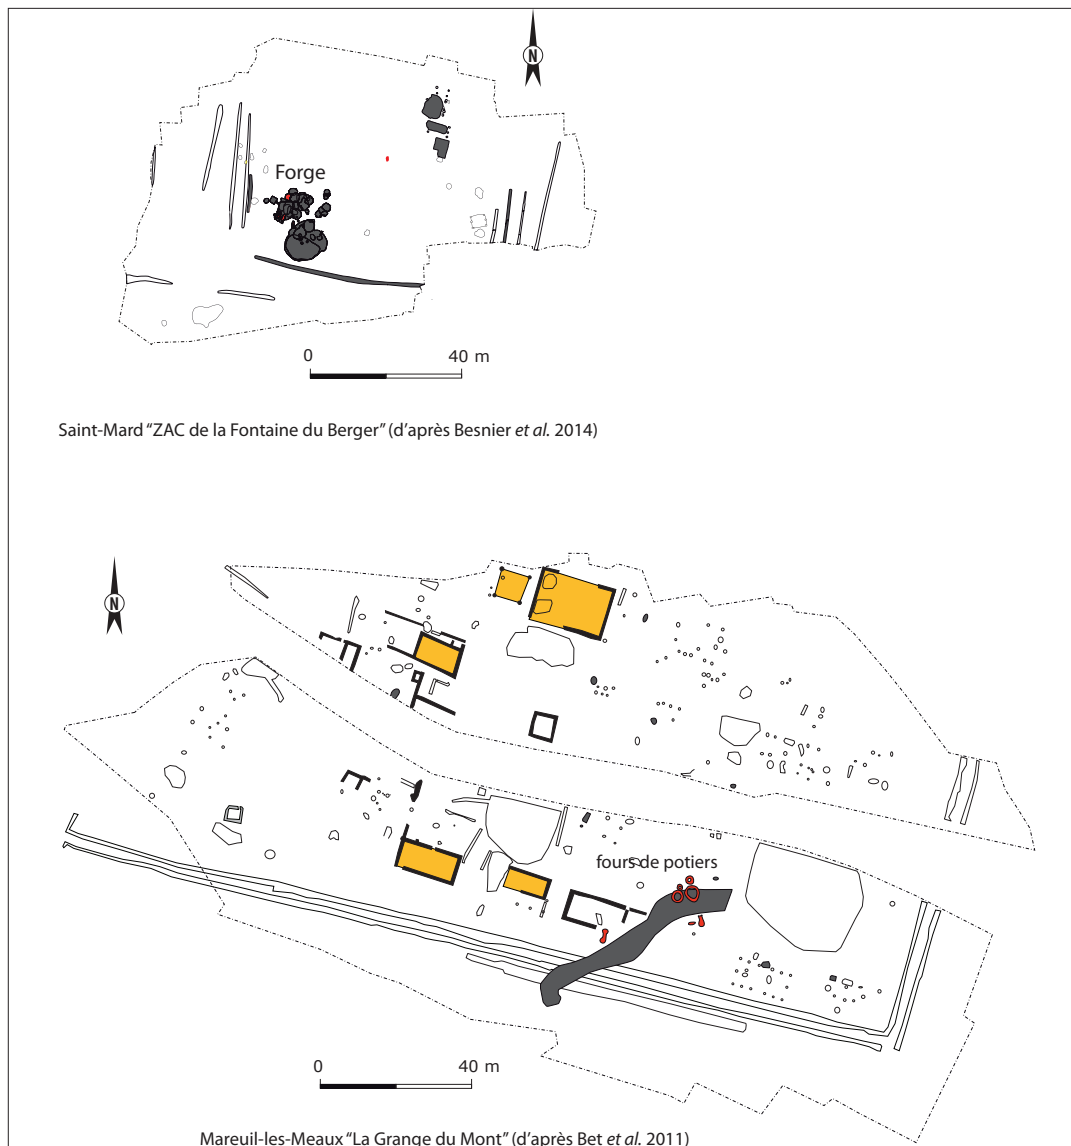 N
Forge
0 40 m
Saint-Mard “ZAC de la Fontaine du Berger” (d’après Besnier et al. 2014)
N
fours de potiers
0 40 m
Mareuil-les-Meaux “La Grange du Mont” (d’après Bet et al. 2011)